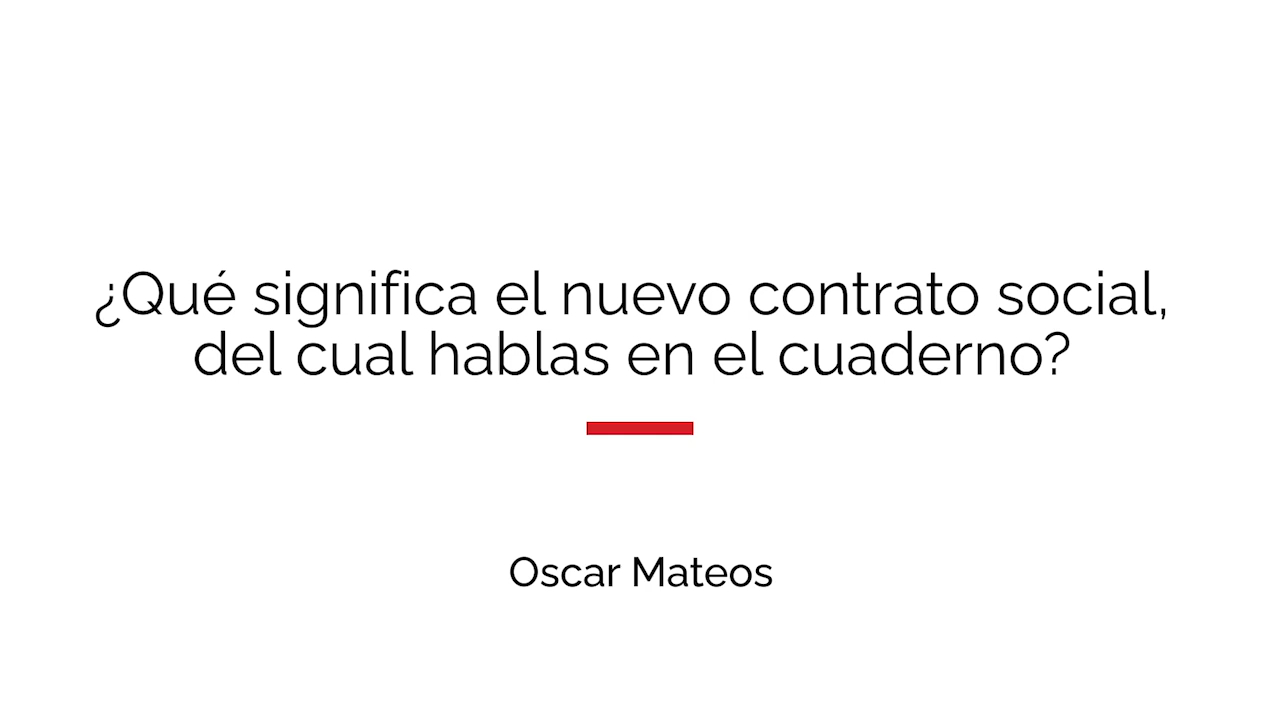 ¿Qué significa el nuevo contrato social,
del cual hablas en el cuaderno?
Oscar Mateos